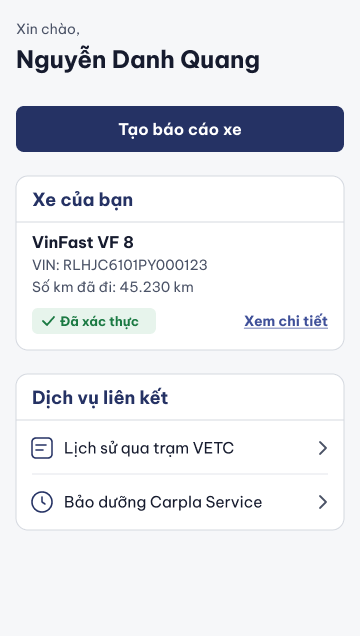 Xin chào,
Nguyễn Danh Quang
Tạo báo cáo xe
Xe của bạn
VinFast VF 8
VIN: RLHJC6101PY000123
Số km đã đi: 45.230 km
Đã xác thực
Xem chi tiết
Dịch vụ liên kết
Lịch sử qua trạm VETC
Bảo dưỡng Carpla Service